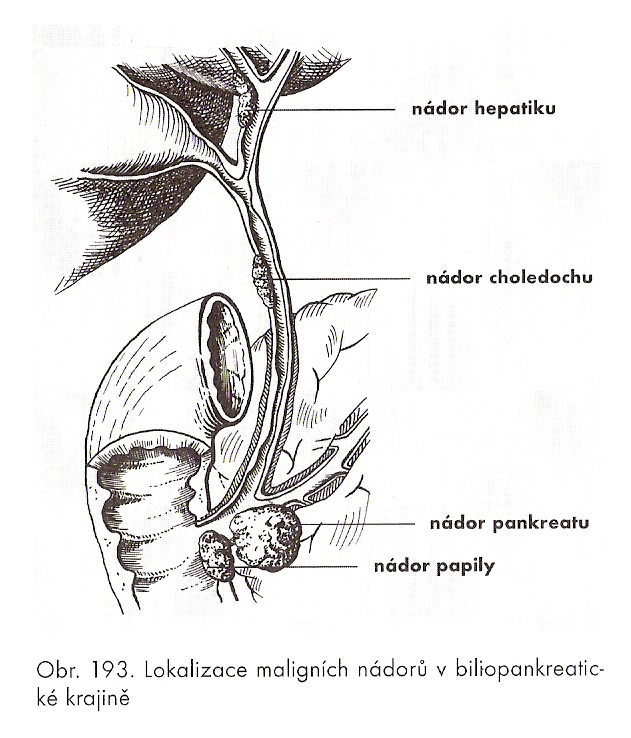 nádor hepatiku
nádor choledochu
nádor pankreatu
nádor papily
Obr. 193. Lokalizace maligních nádorů v biliopankreatic-
ké krajině